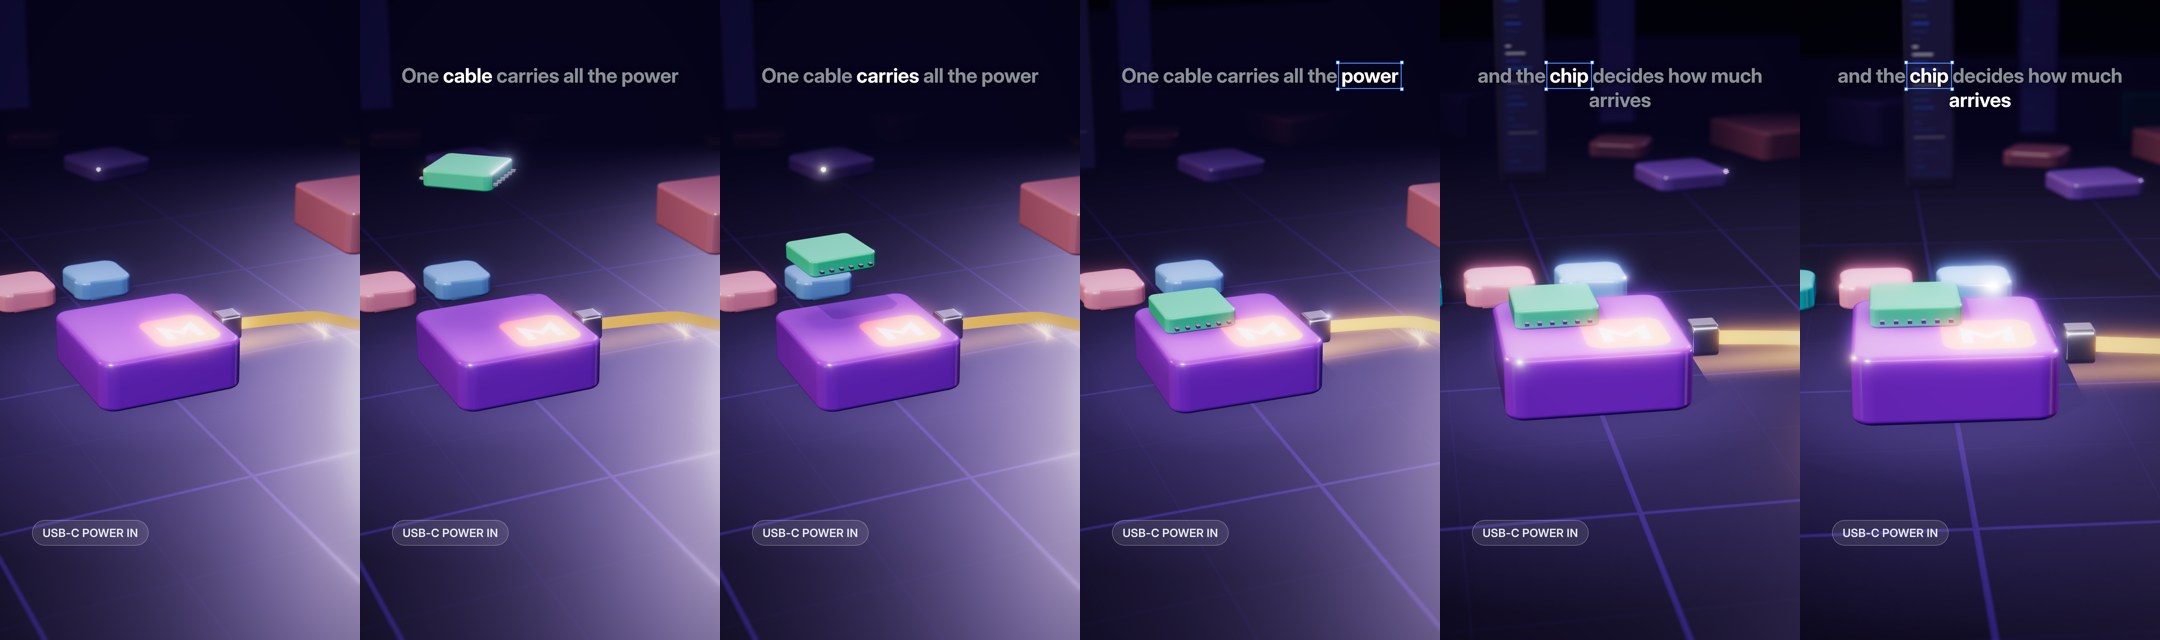 USB-C POWER IN
One cable carries all the power
M
USB-C POWER IN
One cable carries all the power
M
USB-C POWER IN
One cable carries all the power
M
USB-C POWER IN
and the chip decides how much
arrives
M
USB-C POWER IN
and the chip decides how much
arrives
M
USB-C POWER IN